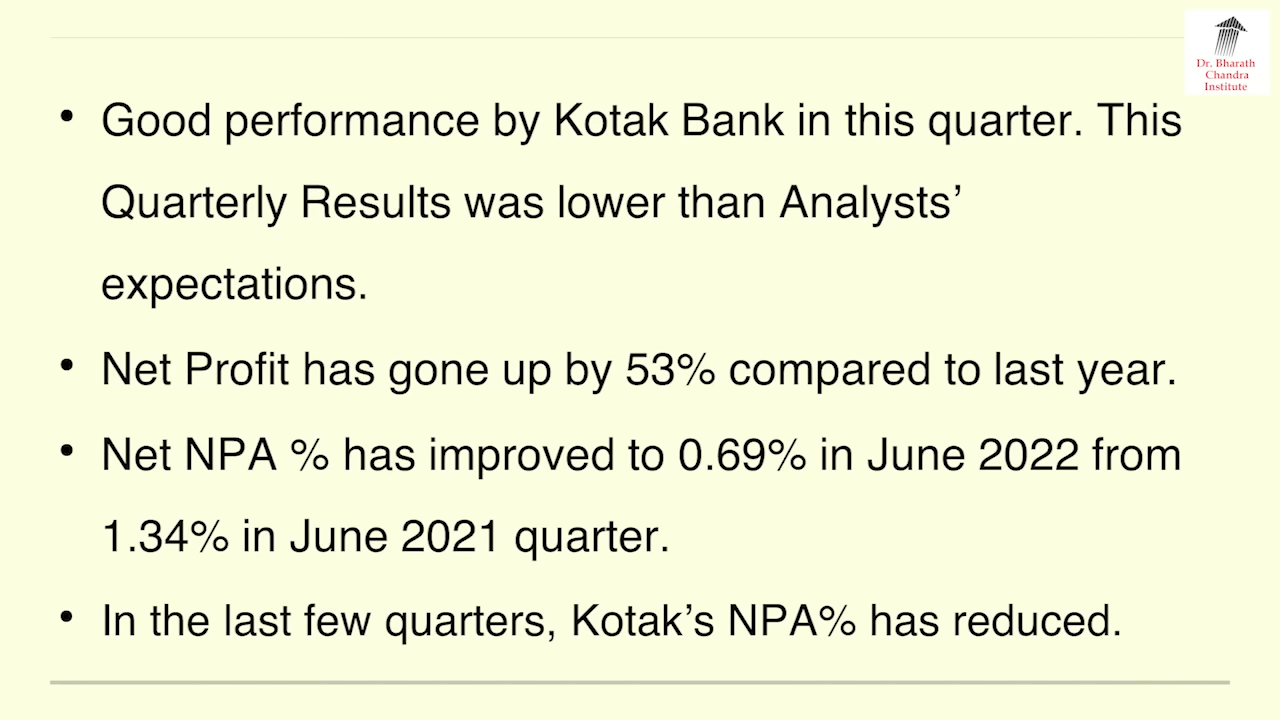 Dr. Bharath
Chandra
Institute
• Good performance by Kotak Bank in this quarter. This
Quarterly Results was lower than Analysts’
expectations.
• Net Profit has gone up by 53% compared to last year.
• Net NPA % has improved to 0.69% in June 2022 from
1.34% in June 2021 quarter.
• In the last few quarters, Kotak’s NPA% has reduced.